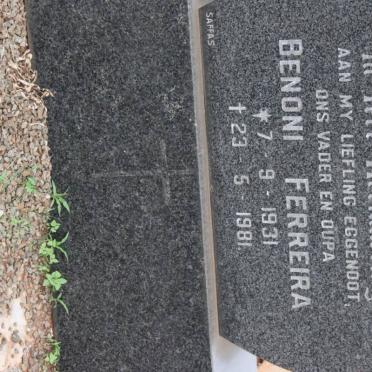 AAN MY LIEFLING EGGENOOT,
ONS VADER EN OUPA
BENONI FERREIRA
* 7 - 9 - 1931
† 23 5 1981
SAFFAS